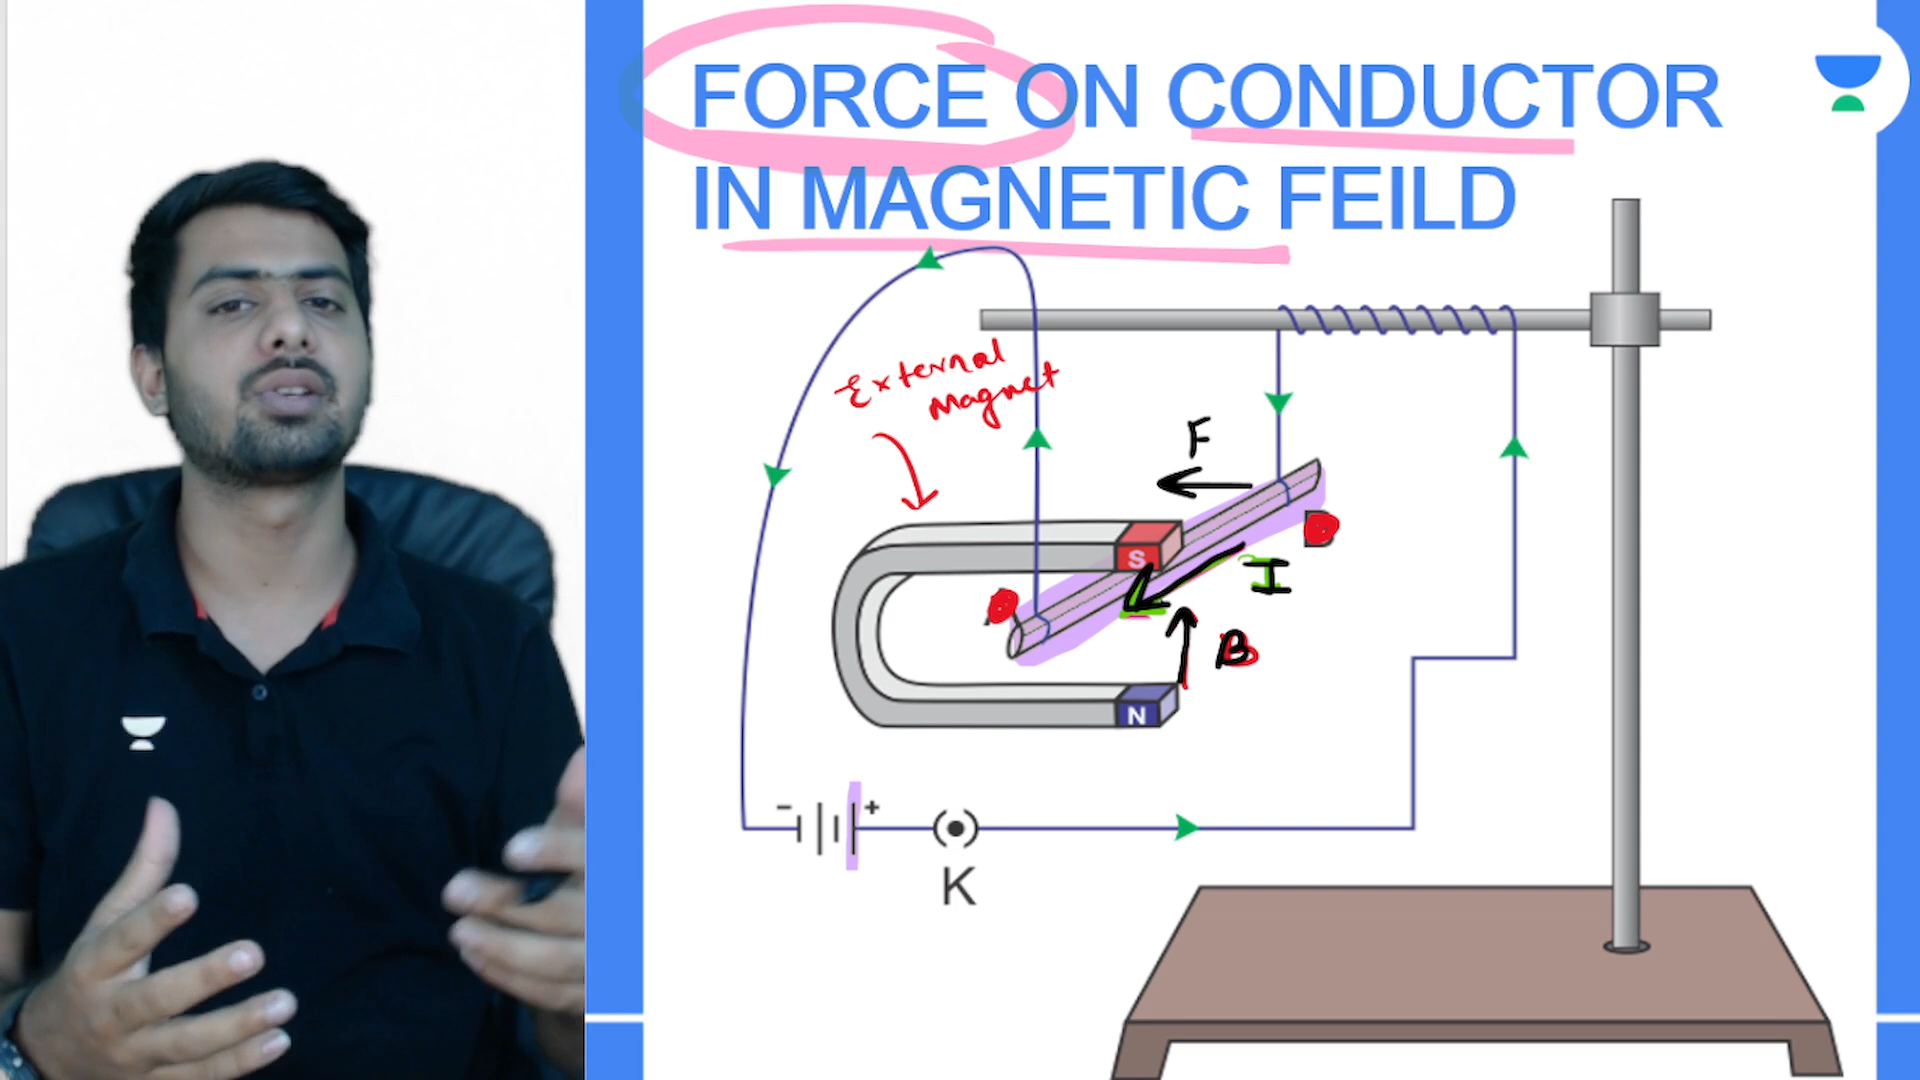 FORCE ON CONDUCTOR
IN MAGNETIC FEILD
External
Magnet
F
S
I
B
N
- +
K